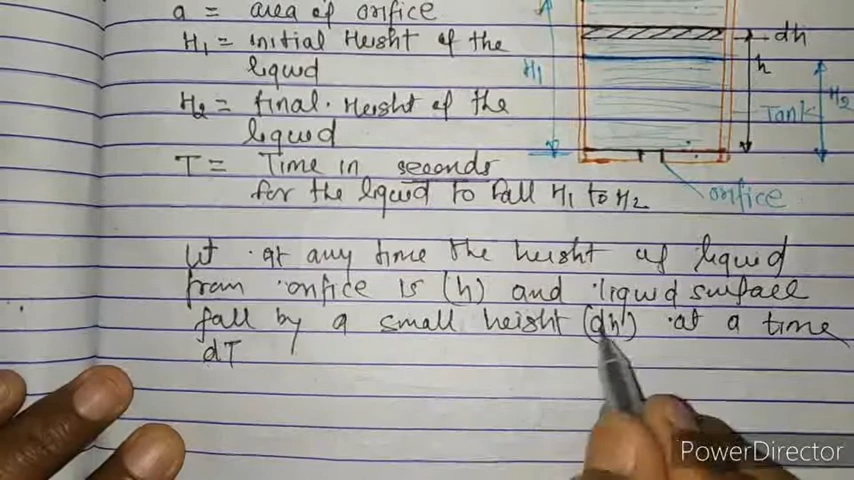 a = area of orifice
H1 = initial Height of the
liquid
H2 = final. Height of the
liquid
T = Time in seconds
for the liquid to fall H1 to H2
let at any time the height of liquid
from orifice is (h) and liquid surface
fall by a small height (dh) at a time
dT
dh
h
H1
H2
Tank
orifice
PowerDirector